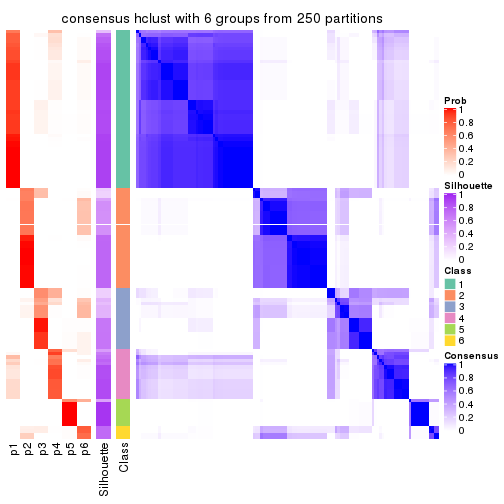 consensus hclust with 6 groups from 250 partitions
Prob
1
0.8
0.6
0.4
0.2
0
Silhouette
1
0.8
0.6
0.4
0.2
0
Class
1
2
3
4
5
6
Consensus
1
0.8
0.6
0.4
0.2
0
p1
p2
p3
p4
p5
p6
Silhouette
Class